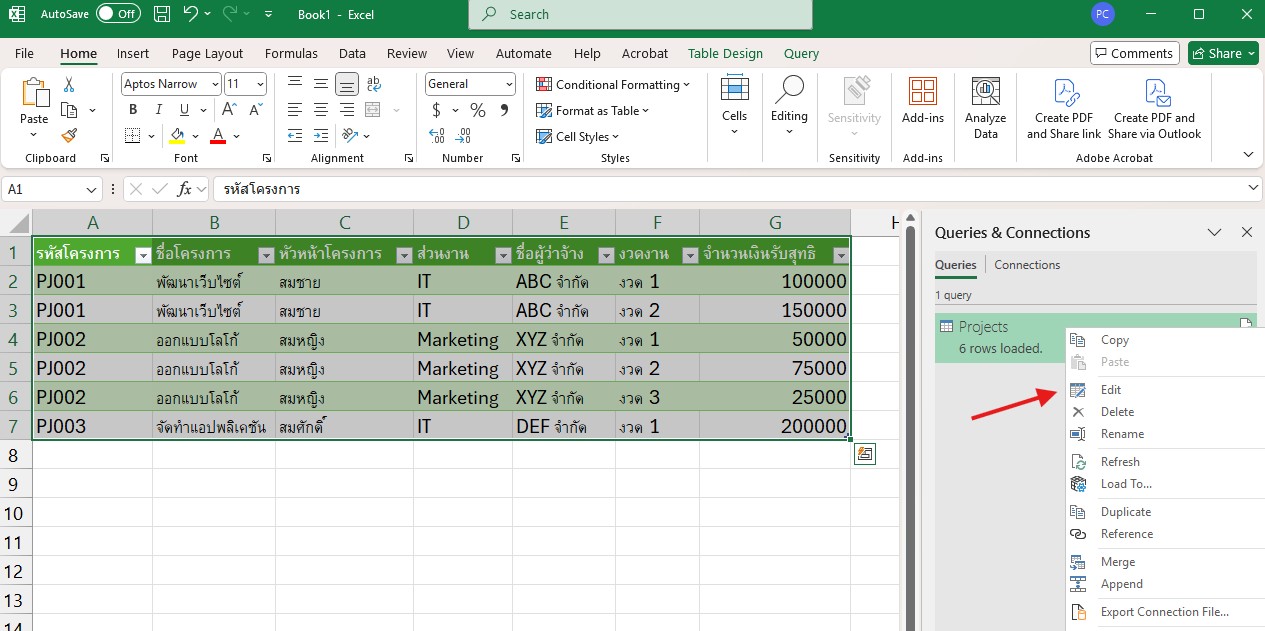 AutoSave Off Book1 - Excel Search PC
File Home Insert Page Layout Formulas Data Review View Automate Help Acrobat Table Design Query Comments Share
Paste
Aptos Narrow 11
B I U A A
General
$ % 9
Conditional Formatting
Format as Table
Cell Styles
Cells
Editing
Sensitivity
Add-ins
Analyze
Data
Create PDF
and Share link
Create PDF and
Share via Outlook
Clipboard Font Alignment Number Styles Sensitivity Add-ins Adobe Acrobat
A1 fx รหัสโครงการ
A B C D E F G H
1 รหัสโครงการ ชื่อโครงการ หัวหน้าโครงการ ส่วนงาน ชื่อผู้ว่าจ้าง งวดงาน จำนวนเงินรับสุทธิ
2 PJ001 พัฒนาเว็บไซต์ สมชาย IT ABC จำกัด งวด 1 100000
3 PJ001 พัฒนาเว็บไซต์ สมชาย IT ABC จำกัด งวด 2 150000
4 PJ002 ออกแบบโลโก้ สมหญิง Marketing XYZ จำกัด งวด 1 50000
5 PJ002 ออกแบบโลโก้ สมหญิง Marketing XYZ จำกัด งวด 2 75000
6 PJ002 ออกแบบโลโก้ สมหญิง Marketing XYZ จำกัด งวด 3 25000
7 PJ003 จัดทำแอปพลิเคชัน สมศักดิ์ IT DEF จำกัด งวด 1 200000
8
9
10
11
12
13
14
Queries & Connections
Queries Connections
1 query
Projects
6 rows loaded.
Copy
Paste
Edit
Delete
Rename
Refresh
Load To...
Duplicate
Reference
Merge
Append
Export Connection File...